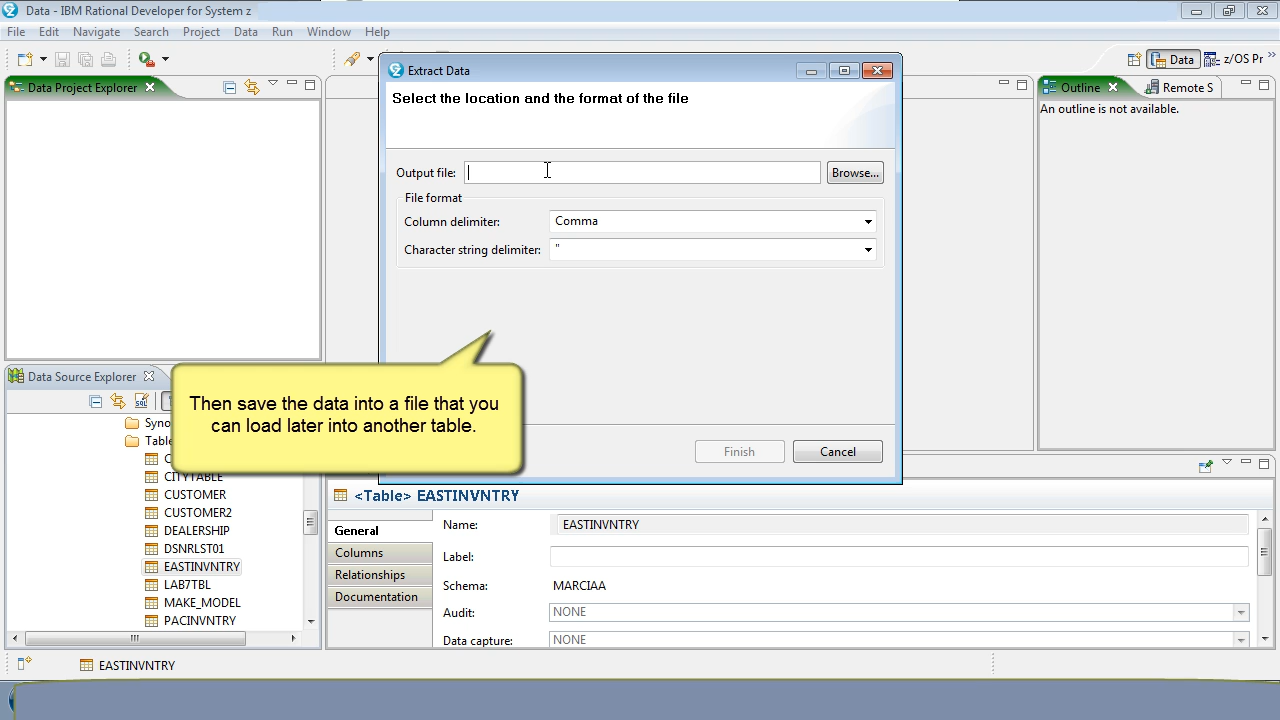 Data - IBM Rational Developer for System z
File Edit Navigate Search Project Data Run Window Help
Data z/OS Pr
Data Project Explorer
Outline Remote S
An outline is not available.
Extract Data
Select the location and the format of the file
Output file: Browse...
File format
Column delimiter: Comma
Character string delimiter: "
Finish Cancel
Then save the data into a file that you
can load later into another table.
Data Source Explorer
SQL
Syno
Table
C
CITYTABLE
CUSTOMER
CUSTOMER2
DEALERSHIP
DSNRLST01
EASTINVNTRY
LAB7TBL
MAKE_MODEL
PACINVNTRY
<Table> EASTINVNTRY
General
Columns
Relationships
Documentation
Name: EASTINVNTRY
Label:
Schema: MARCIAA
Audit: NONE
Data capture: NONE
EASTINVNTRY